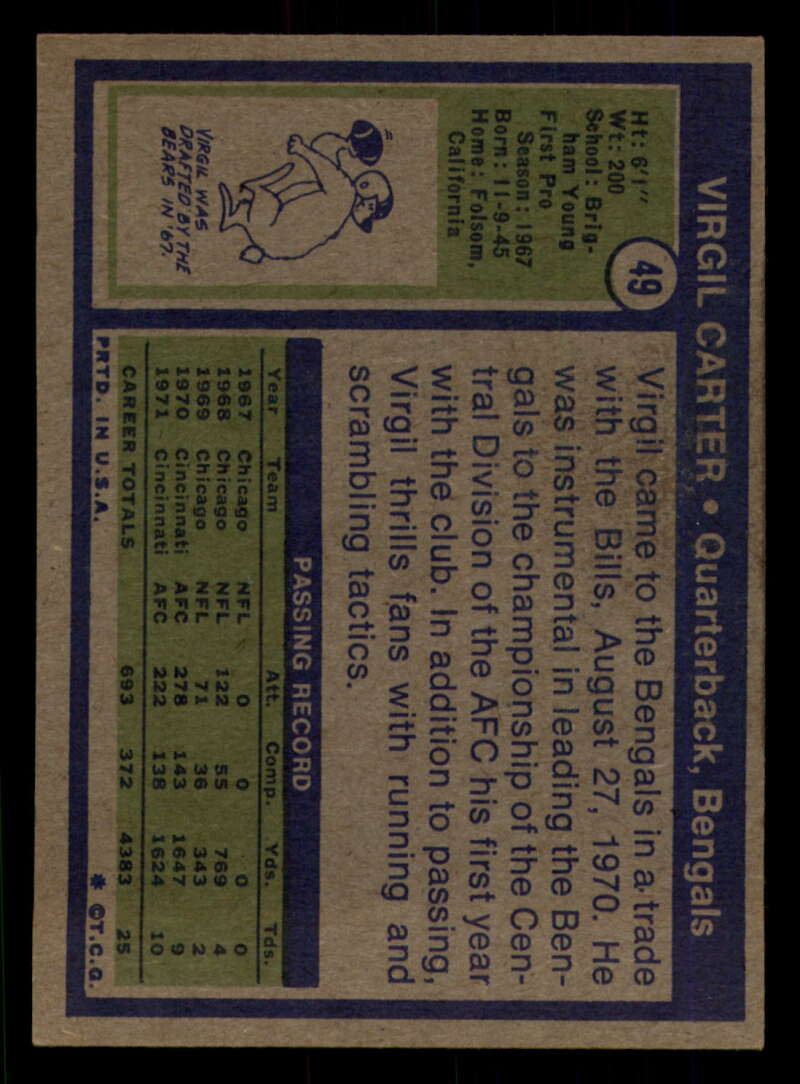 VIRGIL CARTER • Quarterback, Bengals
49
Ht: 6'1"
Wt: 200
School: Brig-
ham Young
First Pro
Season: 1967
Born: 11-9-45
Home: Folsom,
California
VIRGIL WAS
DRAFTED BY THE
BEARS IN '67.
Virgil came to the Bengals in a trade
with the Bills, August 27, 1970. He
was instrumental in leading the Ben-
gals to the championship of the Cen-
tral Division of the AFC his first year
with the club. In addition to passing,
Virgil thrills fans with running and
scrambling tactics.
PASSING RECORD
Year Team Att. Comp. Yds. Tds.
1967 Chicago NFL 0 0 0 0
1968 Chicago NFL 122 55 769 4
1969 Chicago NFL 71 36 343 2
1970 Cincinnati AFC 278 143 1647 9
1971 Cincinnati AFC 222 138 1624 10
CAREER TOTALS 693 372 4383 25
PRTD. IN U.S.A. * ©T.C.G.